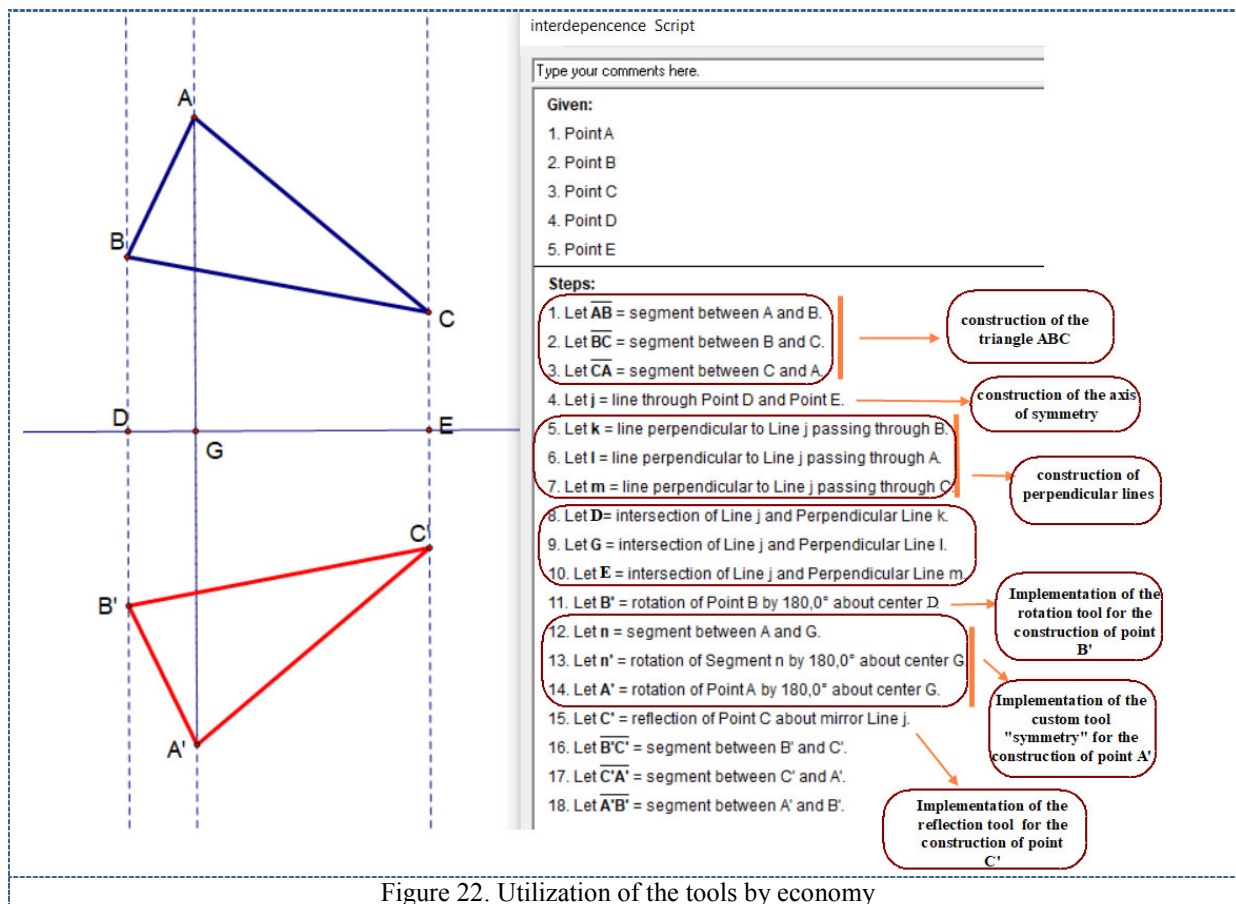 interdepencence Script
Type your comments here.
Given:
1. Point A
2. Point B
3. Point C
4. Point D
5. Point E
Steps:
1. Let AB = segment between A and B.
2. Let BC = segment between B and C.
3. Let CA = segment between C and A.
4. Let j = line through Point D and Point E.
5. Let k = line perpendicular to Line j passing through B.
6. Let l = line perpendicular to Line j passing through A.
7. Let m = line perpendicular to Line j passing through C.
8. Let D= intersection of Line j and Perpendicular Line k.
9. Let G = intersection of Line j and Perpendicular Line l.
10. Let E = intersection of Line j and Perpendicular Line m.
11. Let B' = rotation of Point B by 180,0° about center D
12. Let n = segment between A and G.
13. Let n' = rotation of Segment n by 180,0° about center G
14. Let A' = rotation of Point A by 180,0° about center G.
15. Let C' = reflection of Point C about mirror Line j.
16. Let B'C' = segment between B' and C'.
17. Let C'A' = segment between C' and A'.
18. Let A'B' = segment between A' and B'.
construction of the
triangle ABC
construction of the axis
of symmetry
construction of
perpendicular lines
Implementation of the
rotation tool for the
construction of point
B'
Implementation of the
custom tool
"symmetry" for the
construction of point A'
Implementation of the
reflection tool for the
construction of point
C'
A
B
C
D
G
E
C'
B'
A'
Figure 22. Utilization of the tools by economy